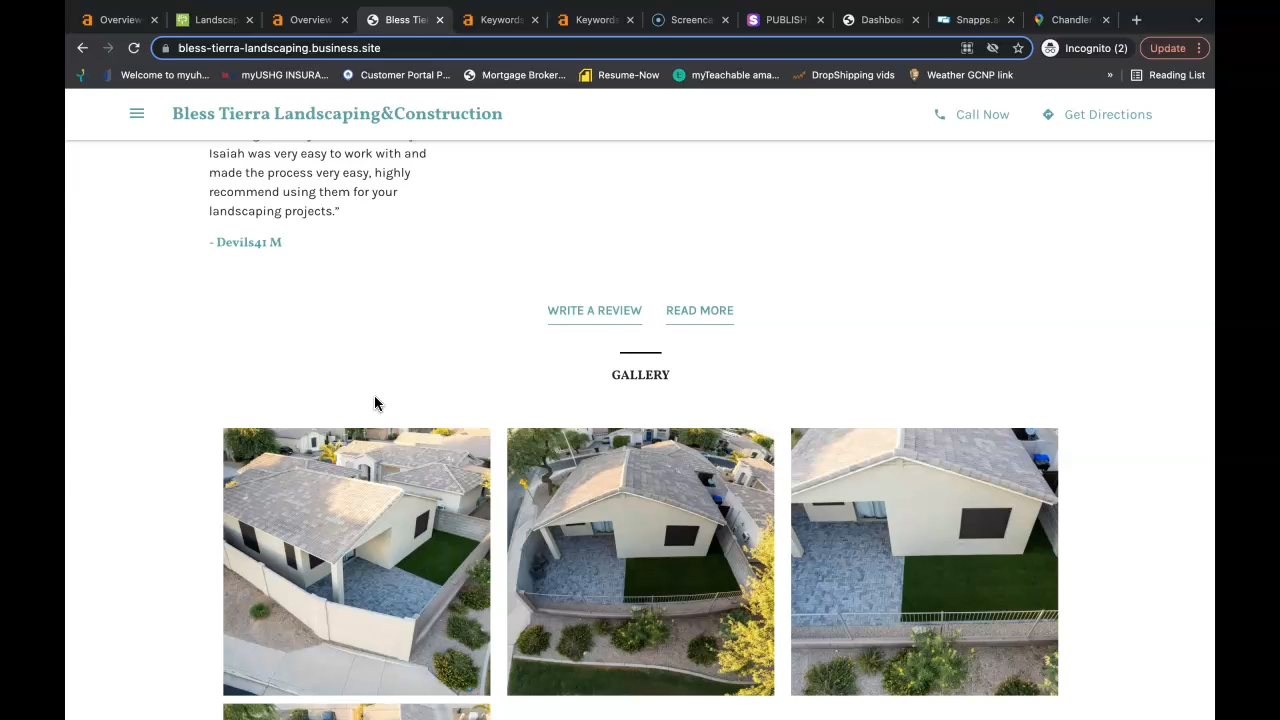 Overview
Landscap
Overview
Bless Tie
Keywords
Keywords
Screenca
PUBLISH
Dashboa
Snapps.a
Chandler
bless-tierra-landscaping.business.site
Incognito (2)
Update
Welcome to myuh...
myUSHG INSURA...
Customer Portal P...
Mortgage Broker...
Resume-Now
myTeachable ama...
DropShipping vids
Weather GCNP link
»
Reading List
Bless Tierra Landscaping&Construction
Call Now
Get Directions
Isaiah was very easy to work with and
made the process very easy, highly
recommend using them for your
landscaping projects.”
- Devils41 M
WRITE A REVIEW
READ MORE
GALLERY